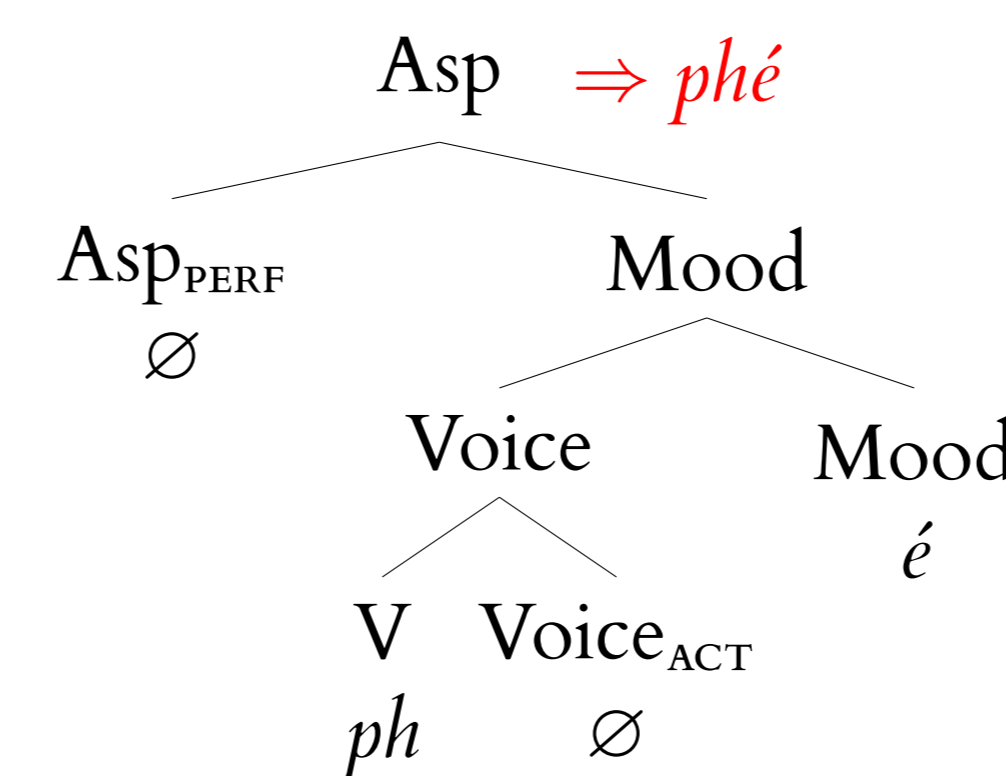 Asp ⇒ phé
Asp_PERF Mood
∅
Voice Mood
é
V Voice_ACT
ph ∅